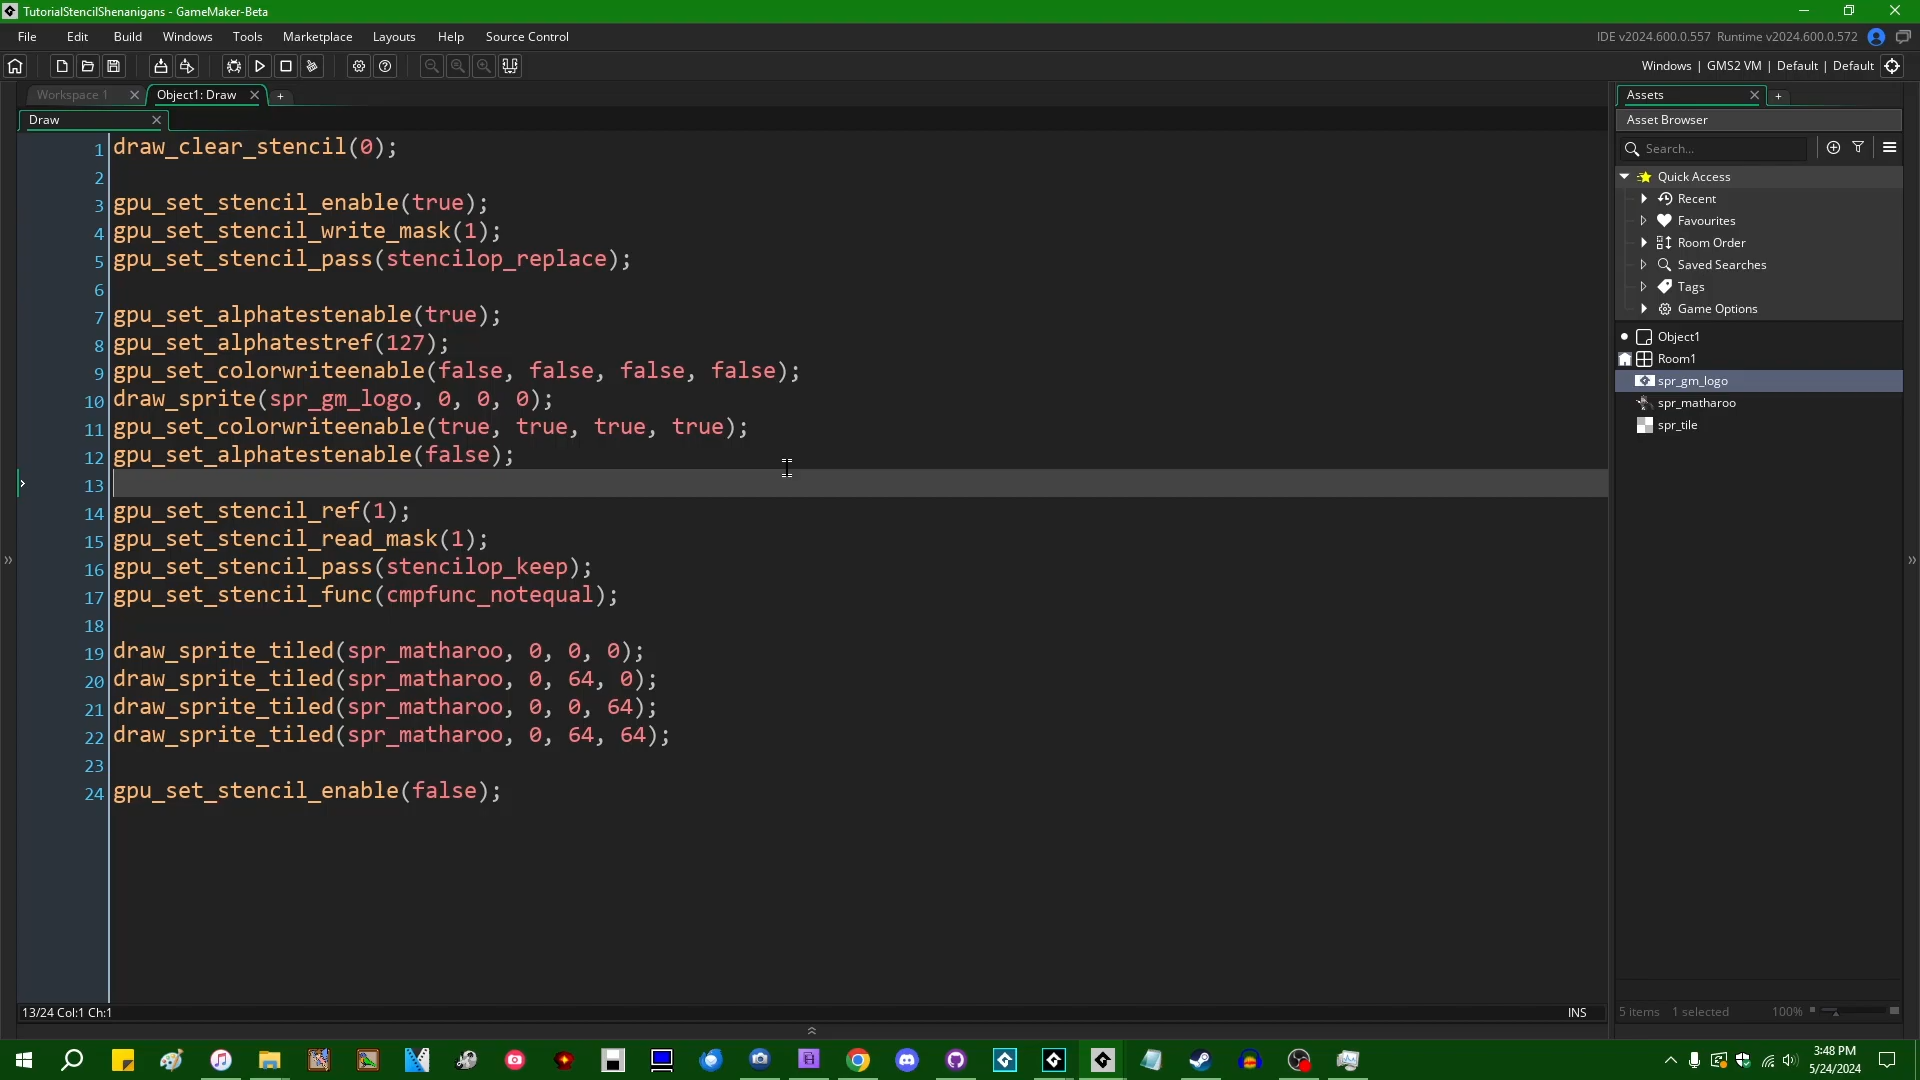 TutorialStencilShenanigans - GameMaker-Beta
File Edit Build Windows Tools Marketplace Layouts Help Source Control
IDE v2024.600.0.557 Runtime v2024.600.0.572
Windows | GMS2 VM | Default | Default
Workspace 1
Object1: Draw
Draw
1 draw_clear_stencil(0);
2
3 gpu_set_stencil_enable(true);
4 gpu_set_stencil_write_mask(1);
5 gpu_set_stencil_pass(stencilop_replace);
6
7 gpu_set_alphatestenable(true);
8 gpu_set_alphatestref(127);
9 gpu_set_colorwriteenable(false, false, false, false);
10 draw_sprite(spr_gm_logo, 0, 0, 0);
11 gpu_set_colorwriteenable(true, true, true, true);
12 gpu_set_alphatestenable(false);
13
14 gpu_set_stencil_ref(1);
15 gpu_set_stencil_read_mask(1);
16 gpu_set_stencil_pass(stencilop_keep);
17 gpu_set_stencil_func(cmpfunc_notequal);
18
19 draw_sprite_tiled(spr_matharoo, 0, 0, 0);
20 draw_sprite_tiled(spr_matharoo, 0, 64, 0);
21 draw_sprite_tiled(spr_matharoo, 0, 0, 64);
22 draw_sprite_tiled(spr_matharoo, 0, 64, 64);
23
24 gpu_set_stencil_enable(false);
13/24 Col:1 Ch:1
INS
Assets
Asset Browser
Search...
Quick Access
Recent
Favourites
Room Order
Saved Searches
Tags
Game Options
Object1
Room1
spr_gm_logo
spr_matharoo
spr_tile
5 items 1 selected 100%
3:48 PM
5/24/2024